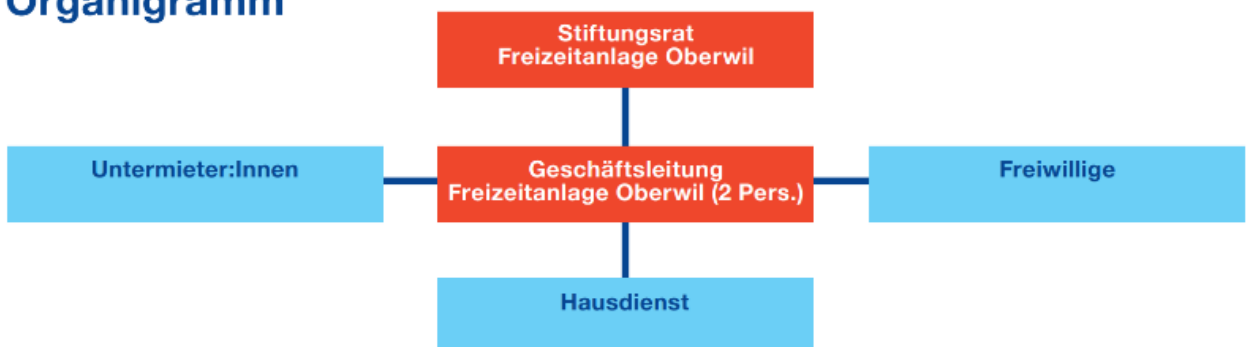 Organigramm
Stiftungsrat
Freizeitanlage Oberwil
Untermieter:Innen
Geschäftsleitung
Freizeitanlage Oberwil (2 Pers.)
Freiwillige
Hausdienst